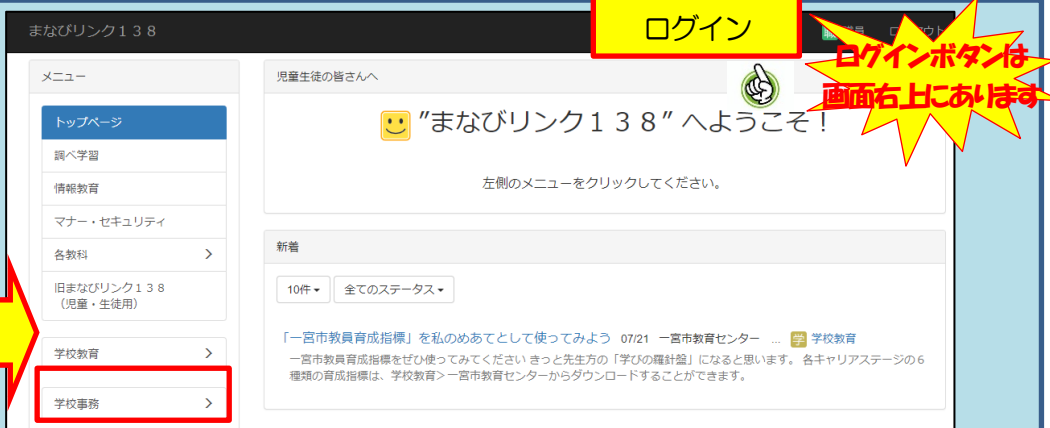 まなびリンク１３８
ログイン
職員
ログインボタンは
画面右上にあります
メニュー
トップページ
調べ学習
情報教育
マナー・セキュリティ
各教科
旧まなびリンク１３８
（児童・生徒用）
学校教育
学校事務
児童生徒の皆さんへ
”まなびリンク１３８”へようこそ！
左側のメニューをクリックしてください。
新着
10件
全てのステータス
「一宮市教員育成指標」を私のめあてとして使ってみよう 07/21 一宮市教育センター ... 学 学校教育
一宮市教員育成指標をぜひ使ってみてください きっと先生方の「学びの羅針盤」になると思います。 各キャリアステージの６
種類の育成指標は、学校教育＞一宮市教育センターからダウンロードすることができます。